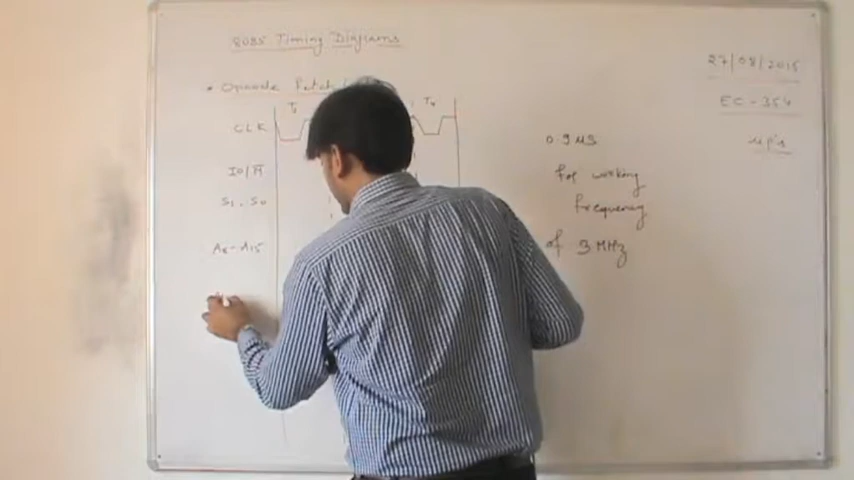 8085 Timing Diagrams
27/08/2015
• Opcode Fetch
EC - 354
T1 T4
CLK
0.9 μS
μP's
IO/M̅
For working
S1, S0
frequency
A8-A15
of 3 MHz